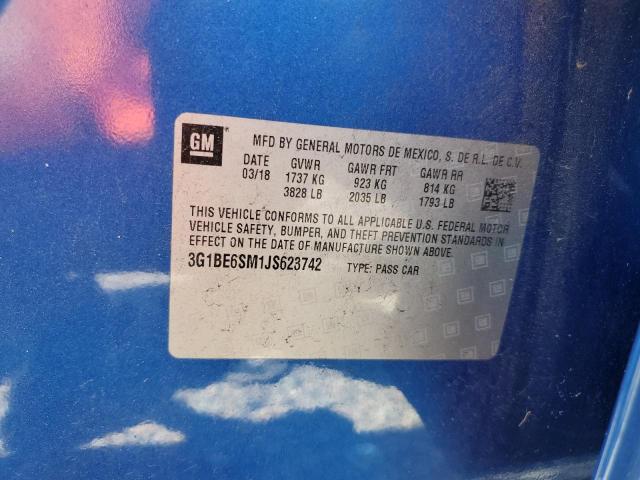 GM
MFD BY GENERAL MOTORS DE MEXICO, S. DE R.L. DE C.V.
DATE GVWR GAWR FRT GAWR RR
03/18 1737 KG 923 KG 814 KG
3828 LB 2035 LB 1793 LB
THIS VEHICLE CONFORMS TO ALL APPLICABLE U.S. FEDERAL MOTOR
VEHICLE SAFETY, BUMPER, AND THEFT PREVENTION STANDARDS IN
EFFECT ON THE DATE OF MANUFACTURE SHOWN ABOVE.
3G1BE6SM1JS623742 TYPE: PASS CAR